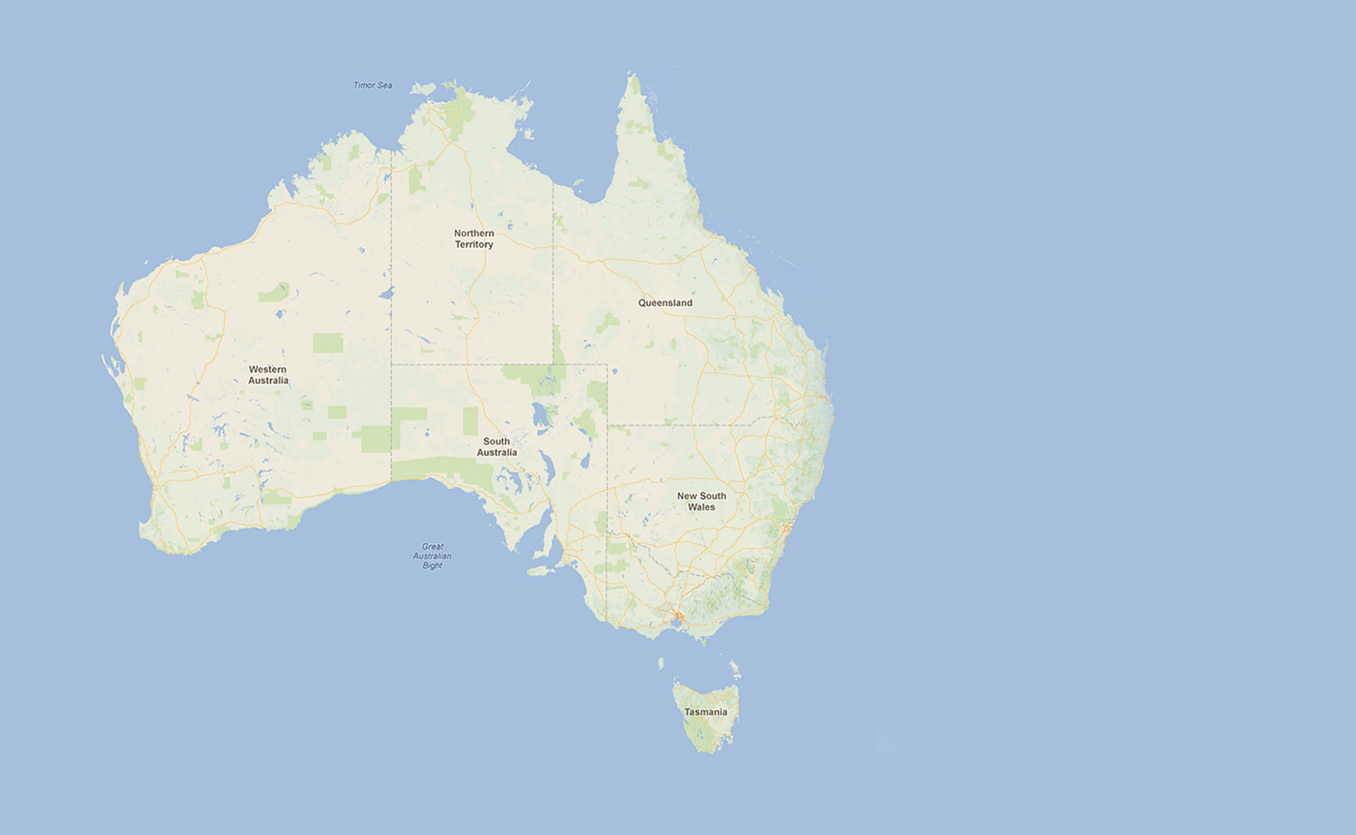 Timor Sea
Northern
Territory
Queensland
Western
Australia
South
Australia
New South
Wales
Great
Australian
Bight
Tasmania